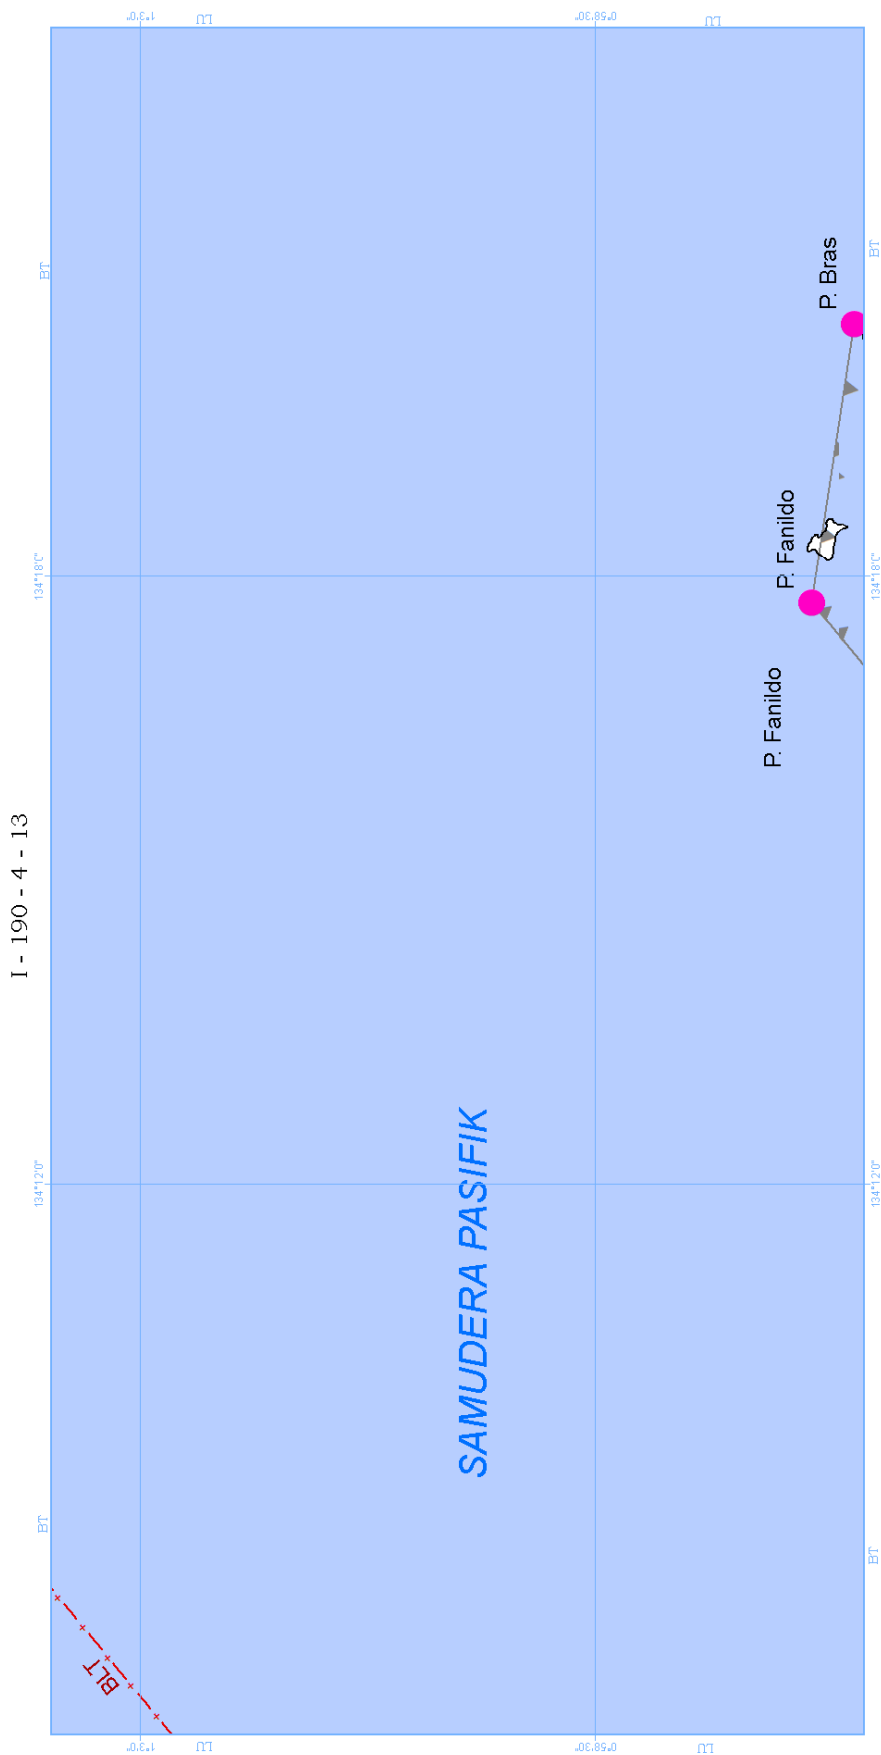 I - 190 - 4 - 13
BT
134°12'0"
134°18'0"
BT
LU
1°3'0"
LU
1°3'0"
BLT
SAMUDERA PASIFIK
0°58'30"
LU
0°58'30"
LU
P. Fanildo
P. Fanildo
P. Bras
BT
134°12'0"
134°18'0"
BT